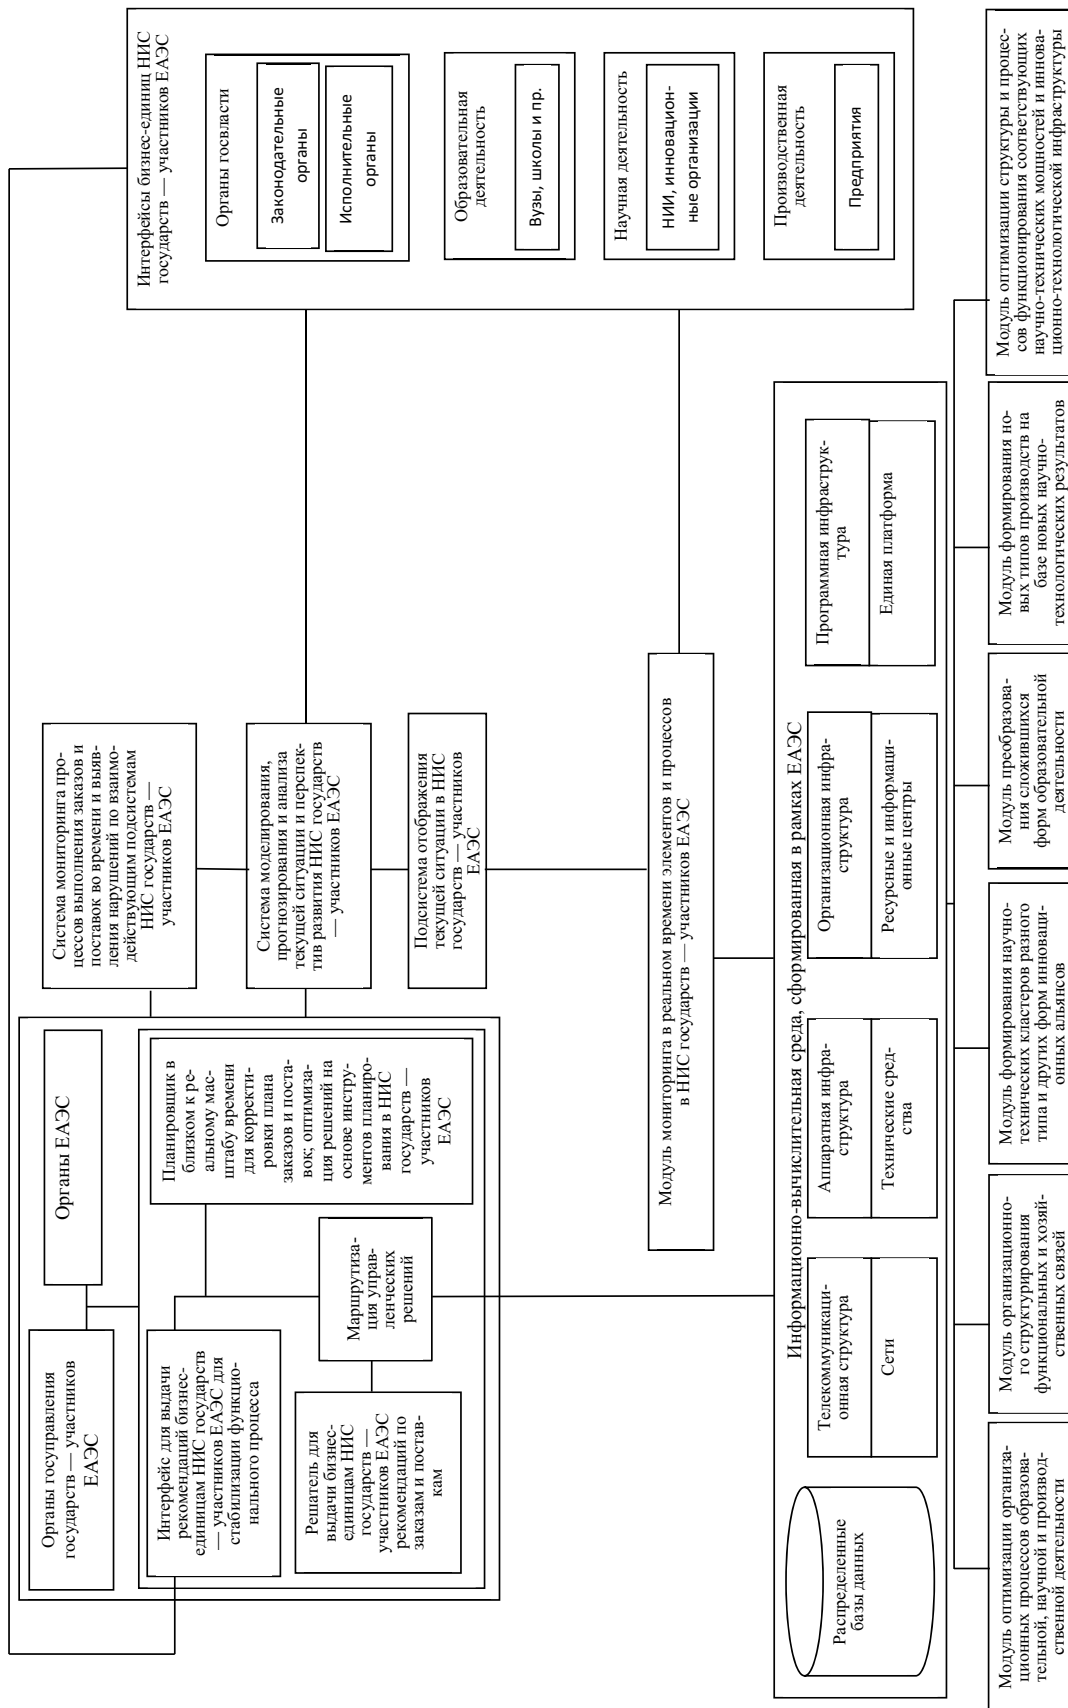 Органы госуправления
государств — участников
ЕАЭС
Органы ЕАЭС
Интерфейс для выдачи
рекомендаций бизнес-
единицам НИС государств
— участников ЕАЭС для
стабилизации функцио-
нального процесса
Планировщик в
близком к ре-
альному мас-
штабу времени
для корректи-
ровки плана
заказов и поста-
вок; оптимиза-
ция решений на
основе инстру-
ментов планиро-
вания в НИС
государств —
участников
ЕАЭС
Решатель для
выдачи бизнес-
единицам НИС
государств —
участников ЕАЭС
рекомендаций по
заказам и постав-
кам
Маршрутиза-
ция управ-
ленческих
решений
Система мониторинга про-
цессов выполнения заказов и
поставок во времени и выяв-
ления нарушений по взаимо-
действующим подсистемам
НИС государств —
участников ЕАЭС
Система моделирования,
прогнозирования и анализа
текущей ситуации и перспек-
тив развития НИС государств
— участников ЕАЭС
Подсистема отображения
текущей ситуации в НИС
государств — участников
ЕАЭС
Интерфейсы бизнес-единиц НИС
государств — участников ЕАЭС
Органы госвласти
Законодательные
органы
Исполнительные
органы
Образовательная
деятельность
Вузы, школы и пр.
Научная деятельность
НИИ, инновацион-
ные организации
Производственная
деятельность
Предприятия
Модуль мониторинга в реальном времени элементов и процессов
в НИС государств — участников ЕАЭС
Информационно-вычислительная среда, сформированная в рамках ЕАЭС
Распределенные
базы данных
Телекоммуникаци-
онная структура
Сети
Аппаратная инфра-
структура
Технические сред-
ства
Организационная инфра-
структура
Ресурсные и информаци-
онные центры
Программная инфраструк-
тура
Единая платформа
Модуль оптимизации организа-
ционных процессов образова-
тельной, научной и производ-
ственной деятельности
Модуль организационно-
го структурирования
функциональных и хозяй-
ственных связей
Модуль формирования научно-
технических кластеров разного
типа и других форм инноваци-
онных альянсов
Модуль преобразова-
ния сложившихся
форм образовательной
деятельности
Модуль формирования но-
вых типов производств на
базе новых научно-
технологических результатов
Модуль оптимизации структуры и процес-
сов функционирования соответствующих
научно-технических мощностей и иннова-
ционно-технологической инфраструктуры